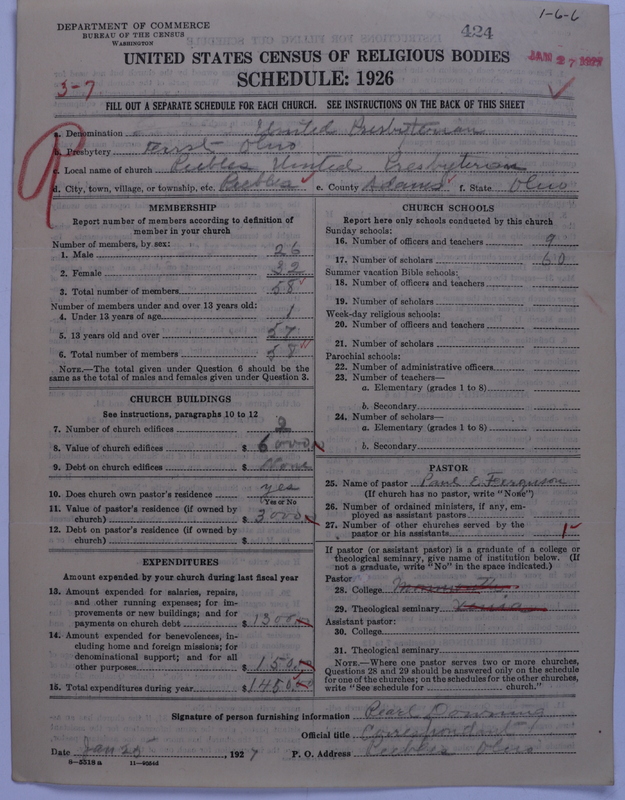 1-6-6
DEPARTMENT OF COMMERCE
BUREAU OF THE CENSUS
WASHINGTON
424
UNITED STATES CENSUS OF RELIGIOUS BODIES
JAN 27 1927
SCHEDULE: 1926
3-7
FILL OUT A SEPARATE SCHEDULE FOR EACH CHURCH. SEE INSTRUCTIONS ON THE BACK OF THIS SHEET
a. Denomination United Presbyterian
b. Presbytery First Ohio
c. Local name of church Peebles United Presbyterian
d. City, town, village, or township, etc. Peebles e. County Adams f. State Ohio
MEMBERSHIP
Report number of members according to definition of
member in your church
Number of members, by sex:
1. Male 26
2. Female 32
3. Total number of members 58
Number of members under and over 13 years old:
4. Under 13 years of age 1
5. 13 years old and over 57
6. Total number of members 58
NOTE.—The total given under Question 6 should be the
same as the total of males and females given under Question 3.
CHURCH BUILDINGS
See instructions, paragraphs 10 to 12
7. Number of church edifices 2
8. Value of church edifices $ 6000
9. Debt on church edifices $ None
10. Does church own pastor's residence yes
Yes or No
11. Value of pastor's residence (if owned by
church) $ 3000
12. Debt on pastor's residence (if owned by
church) $
EXPENDITURES
Amount expended by your church during last fiscal year
13. Amount expended for salaries, repairs,
and other running expenses; for im-
provements or new buildings; and for
payments on church debt $ 1300
14. Amount expended for benevolences, in-
cluding home and foreign missions; for
denominational support; and for all
other purposes $ 150
15. Total expenditures during year $ 1450
CHURCH SCHOOLS
Report here only schools conducted by this church
Sunday schools:
16. Number of officers and teachers 9
17. Number of scholars 60
Summer vacation Bible schools:
18. Number of officers and teachers
19. Number of scholars
Week-day religious schools:
20. Number of officers and teachers
21. Number of scholars
Parochial schools:
22. Number of administrative officers
23. Number of teachers—
a. Elementary (grades 1 to 8)
b. Secondary
24. Number of scholars—
a. Elementary (grades 1 to 8)
b. Secondary
PASTOR
25. Name of pastor Paul E. Ferguson
(If church has no pastor, write "None")
26. Number of ordained ministers, if any, em-
ployed as assistant pastors
27. Number of other churches served by the
pastor or his assistants 1
If pastor (or assistant pastor) is a graduate of a college or
theological seminary, give name of institution below. (If
not a graduate, write "No" in the space indicated.)
Pastor:
28. College Monmouth
29. Theological seminary Xenia
Assistant pastor:
30. College
31. Theological seminary
NOTE.—Where one pastor serves two or more churches,
Questions 28 and 29 should be answered only on the schedule
for one of the churches; on the schedules for the other churches,
write "See schedule for church."
Signature of person furnishing information Pearl Downing
Official title Correspondant
Date Jan 25, 1927 P. O. Address Peebles Ohio
8-5318 a